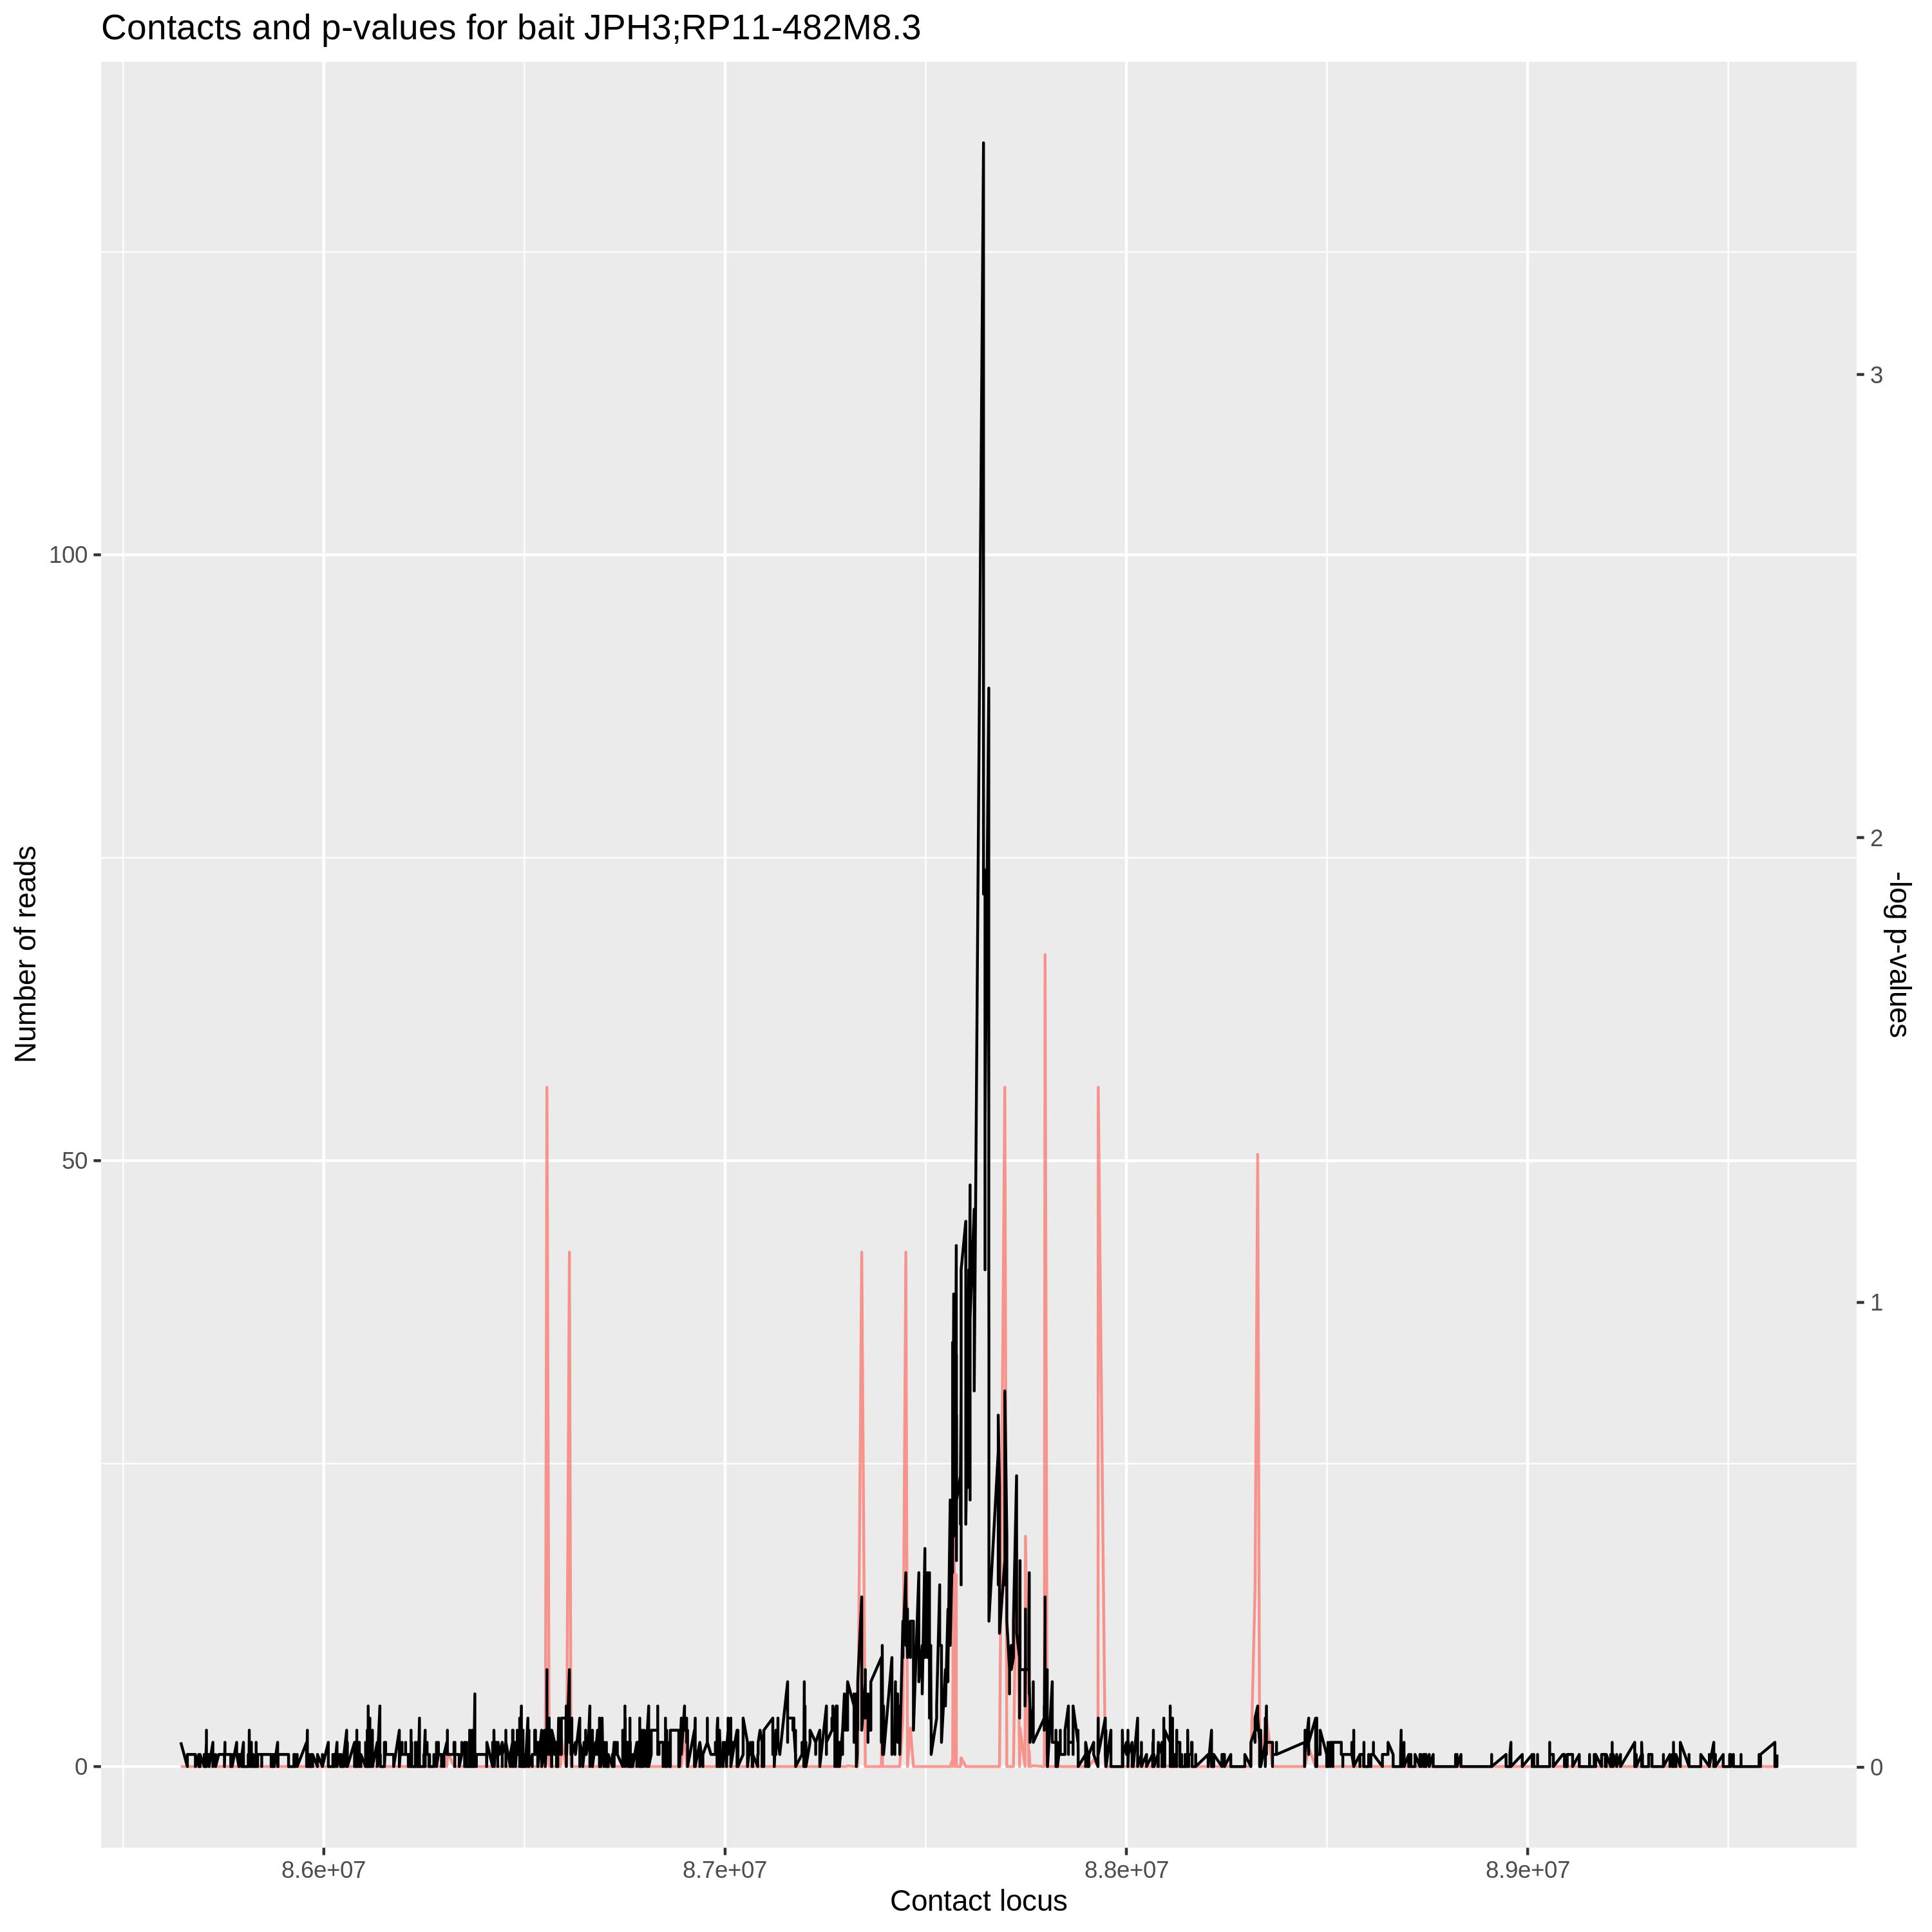 Contacts and p-values for bait JPH3;RP11-482M8.3
Number of reads
100
50
0
3
2
1
0
-log p-values
8.6e+07
8.7e+07
8.8e+07
8.9e+07
Contact locus